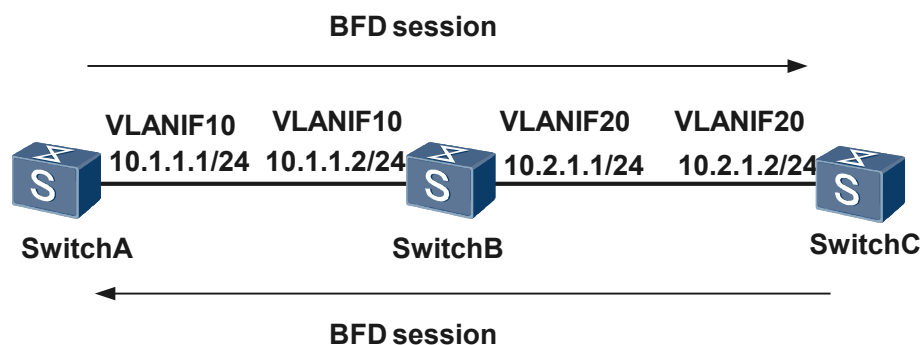 BFD session
VLANIF10 VLANIF10 VLANIF20 VLANIF20
10.1.1.1/24 10.1.1.2/24 10.2.1.1/24 10.2.1.2/24
S S S
SwitchA SwitchB SwitchC
BFD session